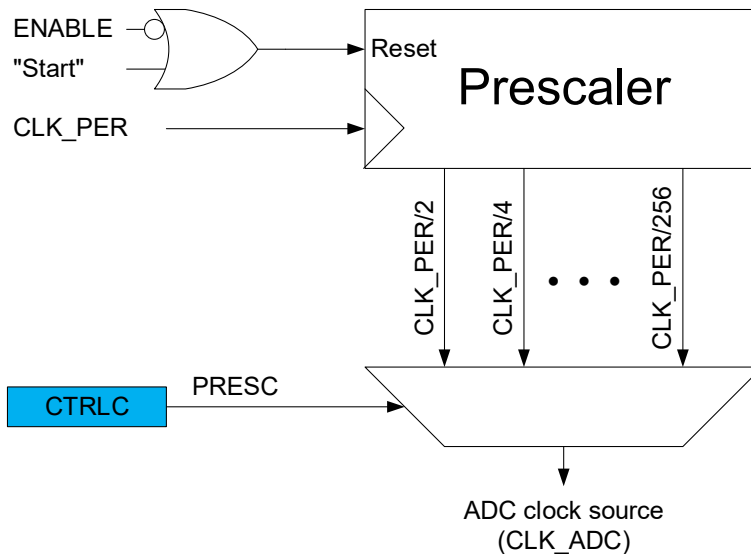 ENABLE
"Start"
CLK_PER
Reset
Prescaler
CLK_PER/2
CLK_PER/4
CLK_PER/256
CTRLC
PRESC
ADC clock source
(CLK_ADC)